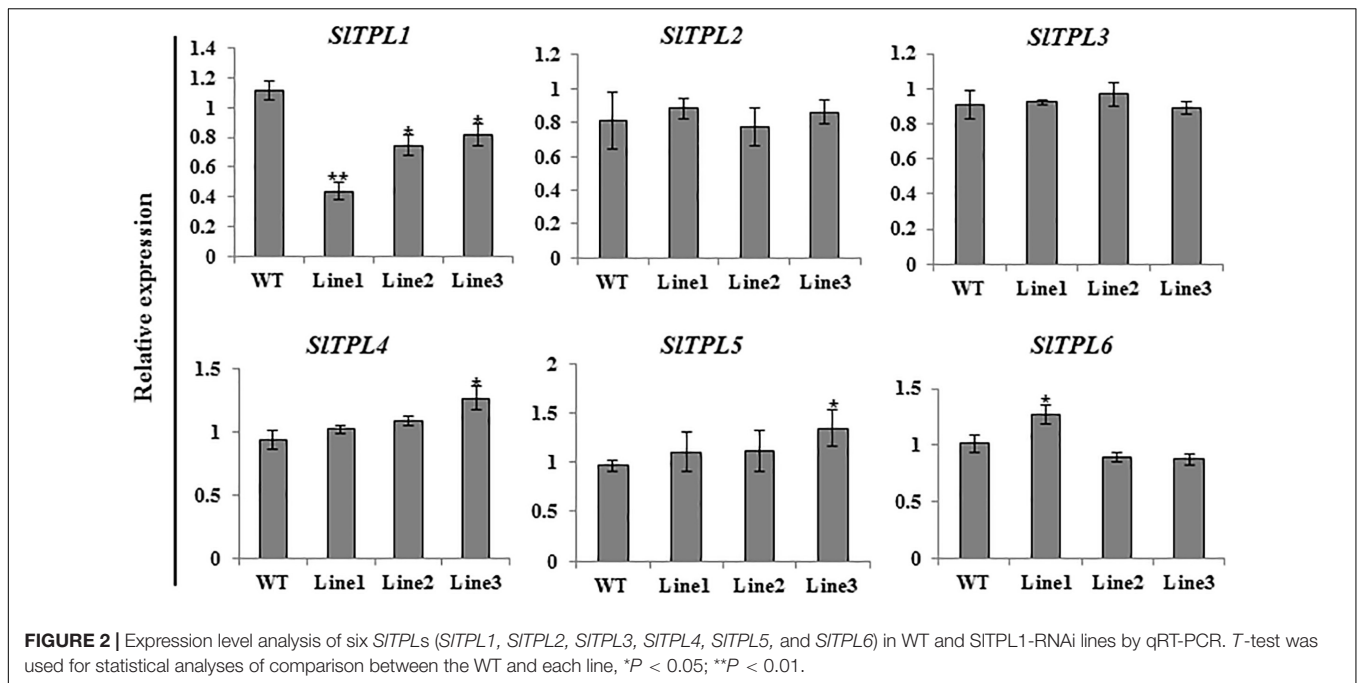 SlTPL1
SlTPL2
SlTPL3
1.4
1.2
1
0.8
0.6
0.4
0.2
0
**
*
*
WT Line1 Line2 Line3
1.2
1
0.8
0.6
0.4
0.2
0
WT Line1 Line2 Line3
1.2
1
0.8
0.6
0.4
0.2
0
WT Line1 Line2 Line3
Relative expression
SlTPL4
SlTPL5
SlTPL6
1.5
1
0.5
0
*
WT Line1 Line2 Line3
2
1.5
1
0.5
0
*
WT Line1 Line2 Line3
1.5
1
0.5
0
*
WT Line1 Line2 Line3
FIGURE 2 | Expression level analysis of six SlTPLs (SlTPL1, SlTPL2, SlTPL3, SlTPL4, SlTPL5, and SlTPL6) in WT and SlTPL1-RNAi lines by qRT-PCR. T-test was
used for statistical analyses of comparison between the WT and each line, *P < 0.05; **P < 0.01.